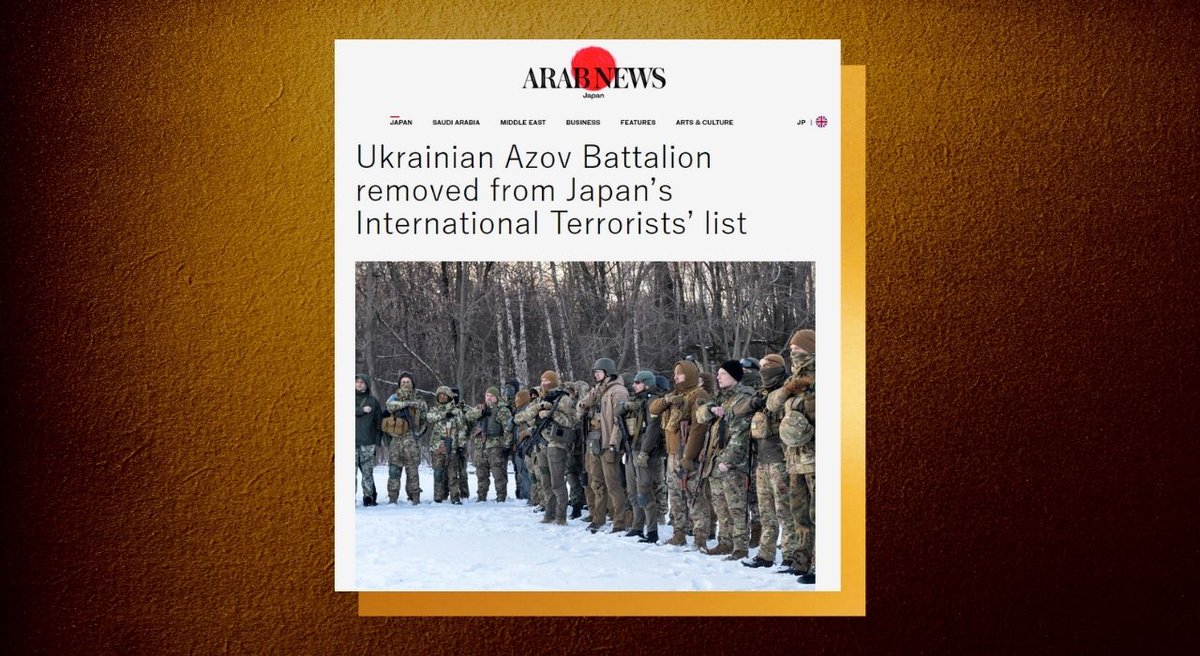 ARAB NEWS
Japan
JAPAN SAUDI ARABIA MIDDLE EAST BUSINESS FEATURES ARTS & CULTURE JP |
Ukrainian Azov Battalion
removed from Japan’s
International Terrorists’ list